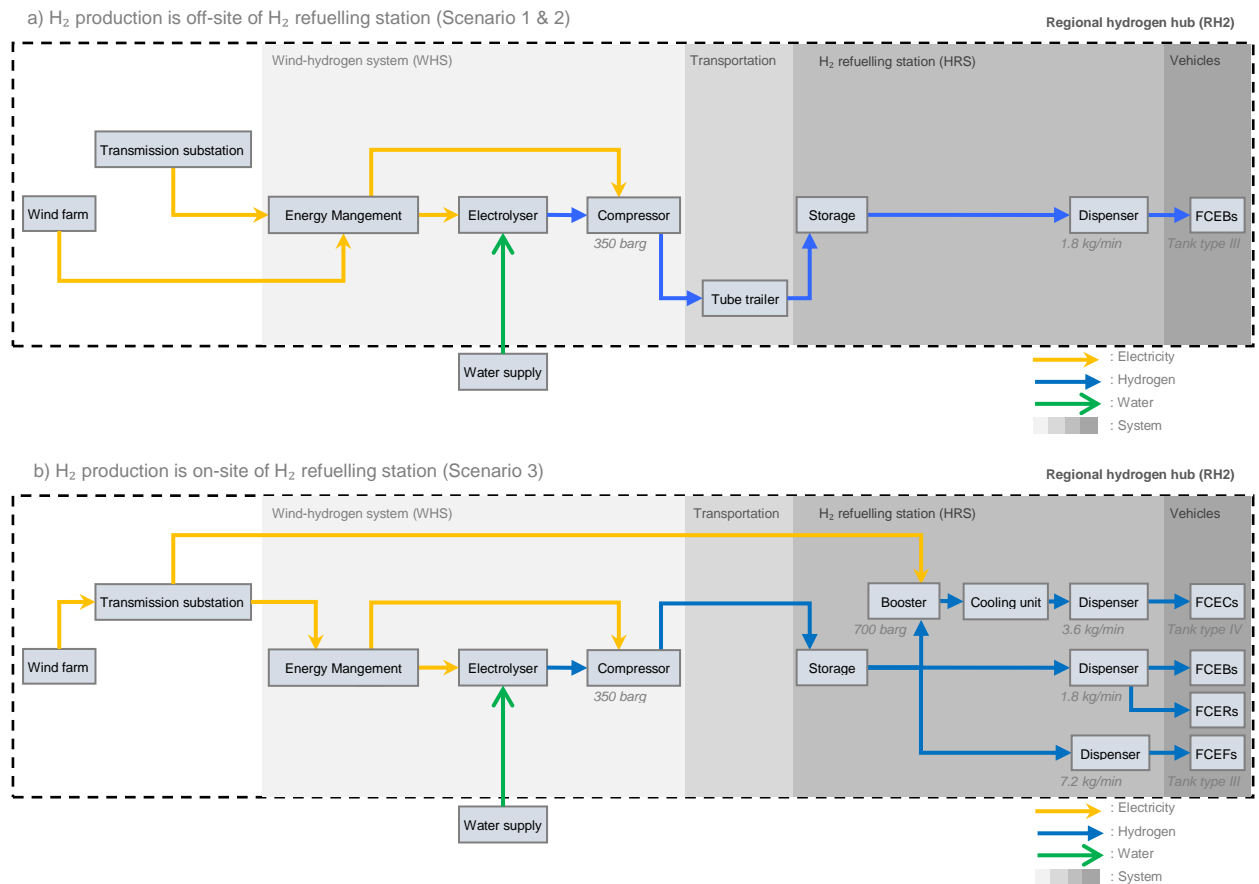 a) H₂ production is off-site of H₂ refuelling station (Scenario 1 & 2)
Regional hydrogen hub (RH2)
Wind-hydrogen system (WHS)
Transportation
H₂ refuelling station (HRS)
Vehicles
Transmission substation
Wind farm
Energy Mangement
Electrolyser
Compressor
350 barg
Storage
Dispenser
1.8 kg/min
FCEBs
Tank type III
Tube trailer
Water supply
: Electricity
: Hydrogen
: Water
: System
b) H₂ production is on-site of H₂ refuelling station (Scenario 3)
Regional hydrogen hub (RH2)
Wind-hydrogen system (WHS)
Transportation
H₂ refuelling station (HRS)
Vehicles
Transmission substation
Booster
700 barg
Cooling unit
Dispenser
3.6 kg/min
FCECs
Tank type IV
Wind farm
Energy Mangement
Electrolyser
Compressor
350 barg
Storage
Dispenser
1.8 kg/min
FCEBs
FCERs
Dispenser
7.2 kg/min
FCEFs
Tank type III
Water supply
: Electricity
: Hydrogen
: Water
: System